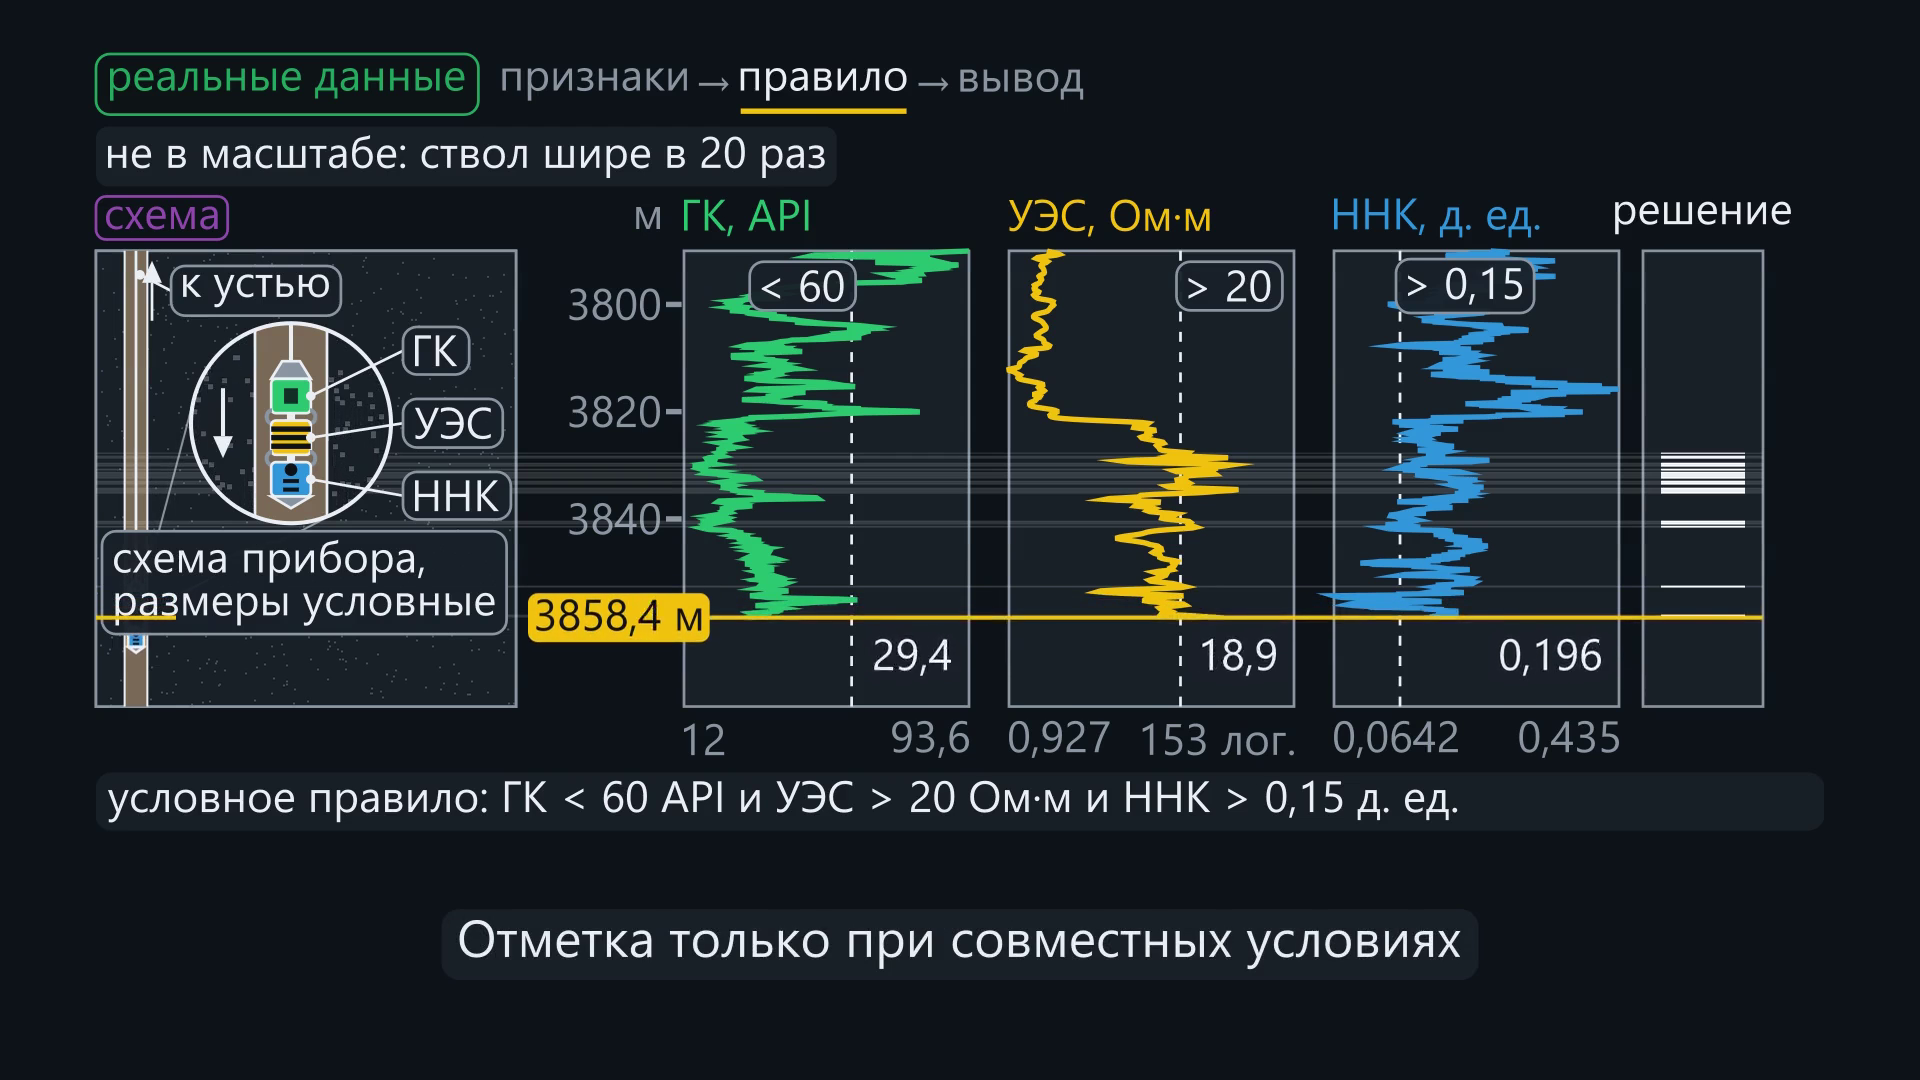 реальные данные признаки → правило → вывод
не в масштабе: ствол шире в 20 раз
схема
м ГК, API УЭС, Ом·м ННК, д. ед. решение
к устью
< 60 > 20 > 0,15
3800
ГК
3820
УЭС
ННК
3840
схема прибора,
размеры условные
3858,4 м
29,4 18,9 0,196
12 93,6 0,927 153 лог. 0,0642 0,435
условное правило: ГК < 60 API и УЭС > 20 Ом·м и ННК > 0,15 д. ед.
Отметка только при совместных условиях